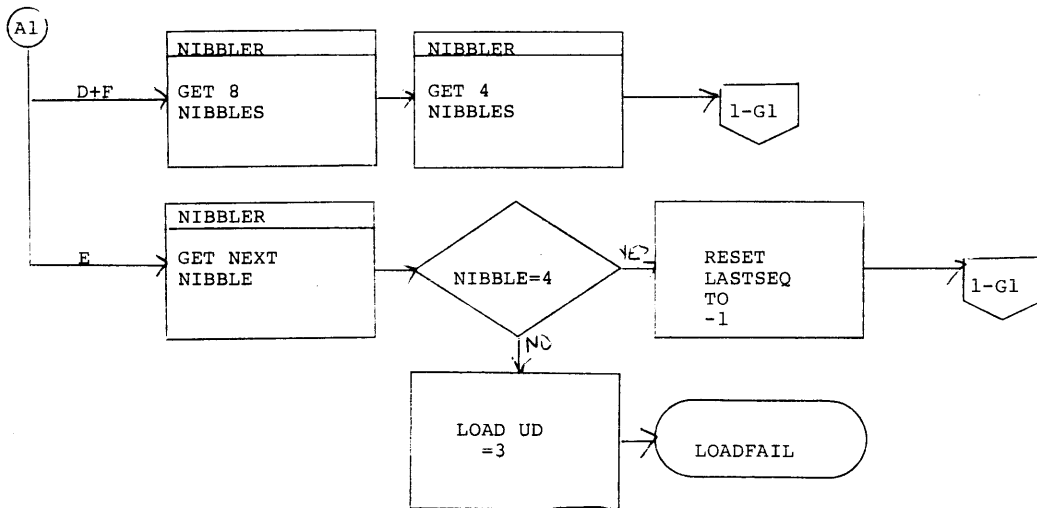 A1
D+F
NIBBLER
GET 8
NIBBLES
NIBBLER
GET 4
NIBBLES
1-G1
E
NIBBLER
GET NEXT
NIBBLE
NIBBLE=4
YES
RESET
LASTSEQ
TO
-1
1-G1
NO
LOAD UD
=3
LOADFAIL